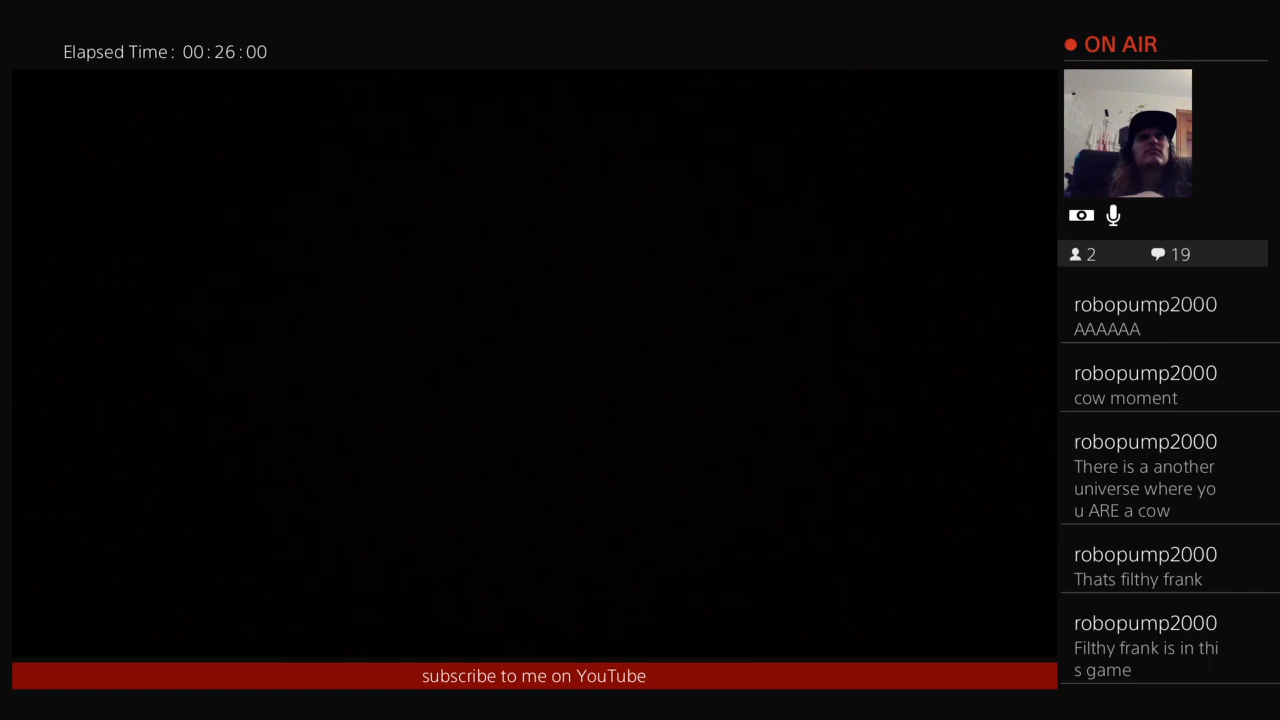 Elapsed Time: 00:26:00
ON AIR
2
19
robopump2000
AAAAAA
robopump2000
cow moment
robopump2000
There is a another
universe where yo
u ARE a cow
robopump2000
Thats filthy frank
robopump2000
Filthy frank is in thi
s game
subscribe to me on YouTube